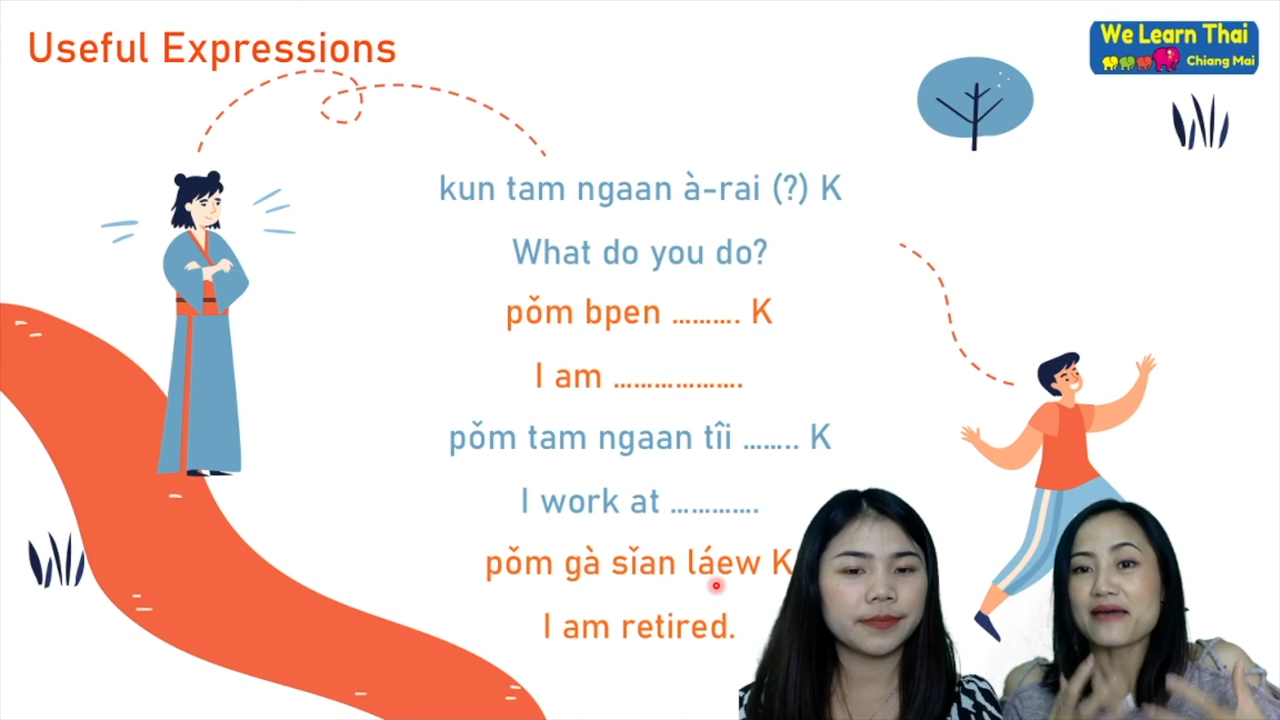 Useful Expressions
We Learn Thai
Chiang Mai
kun tam ngaan à-rai (?) K
What do you do?
pǒm bpen ………. K
I am ……………….
pǒm tam ngaan tîi …….. K
I work at ………….
pǒm gà sǐan láew K
I am retired.